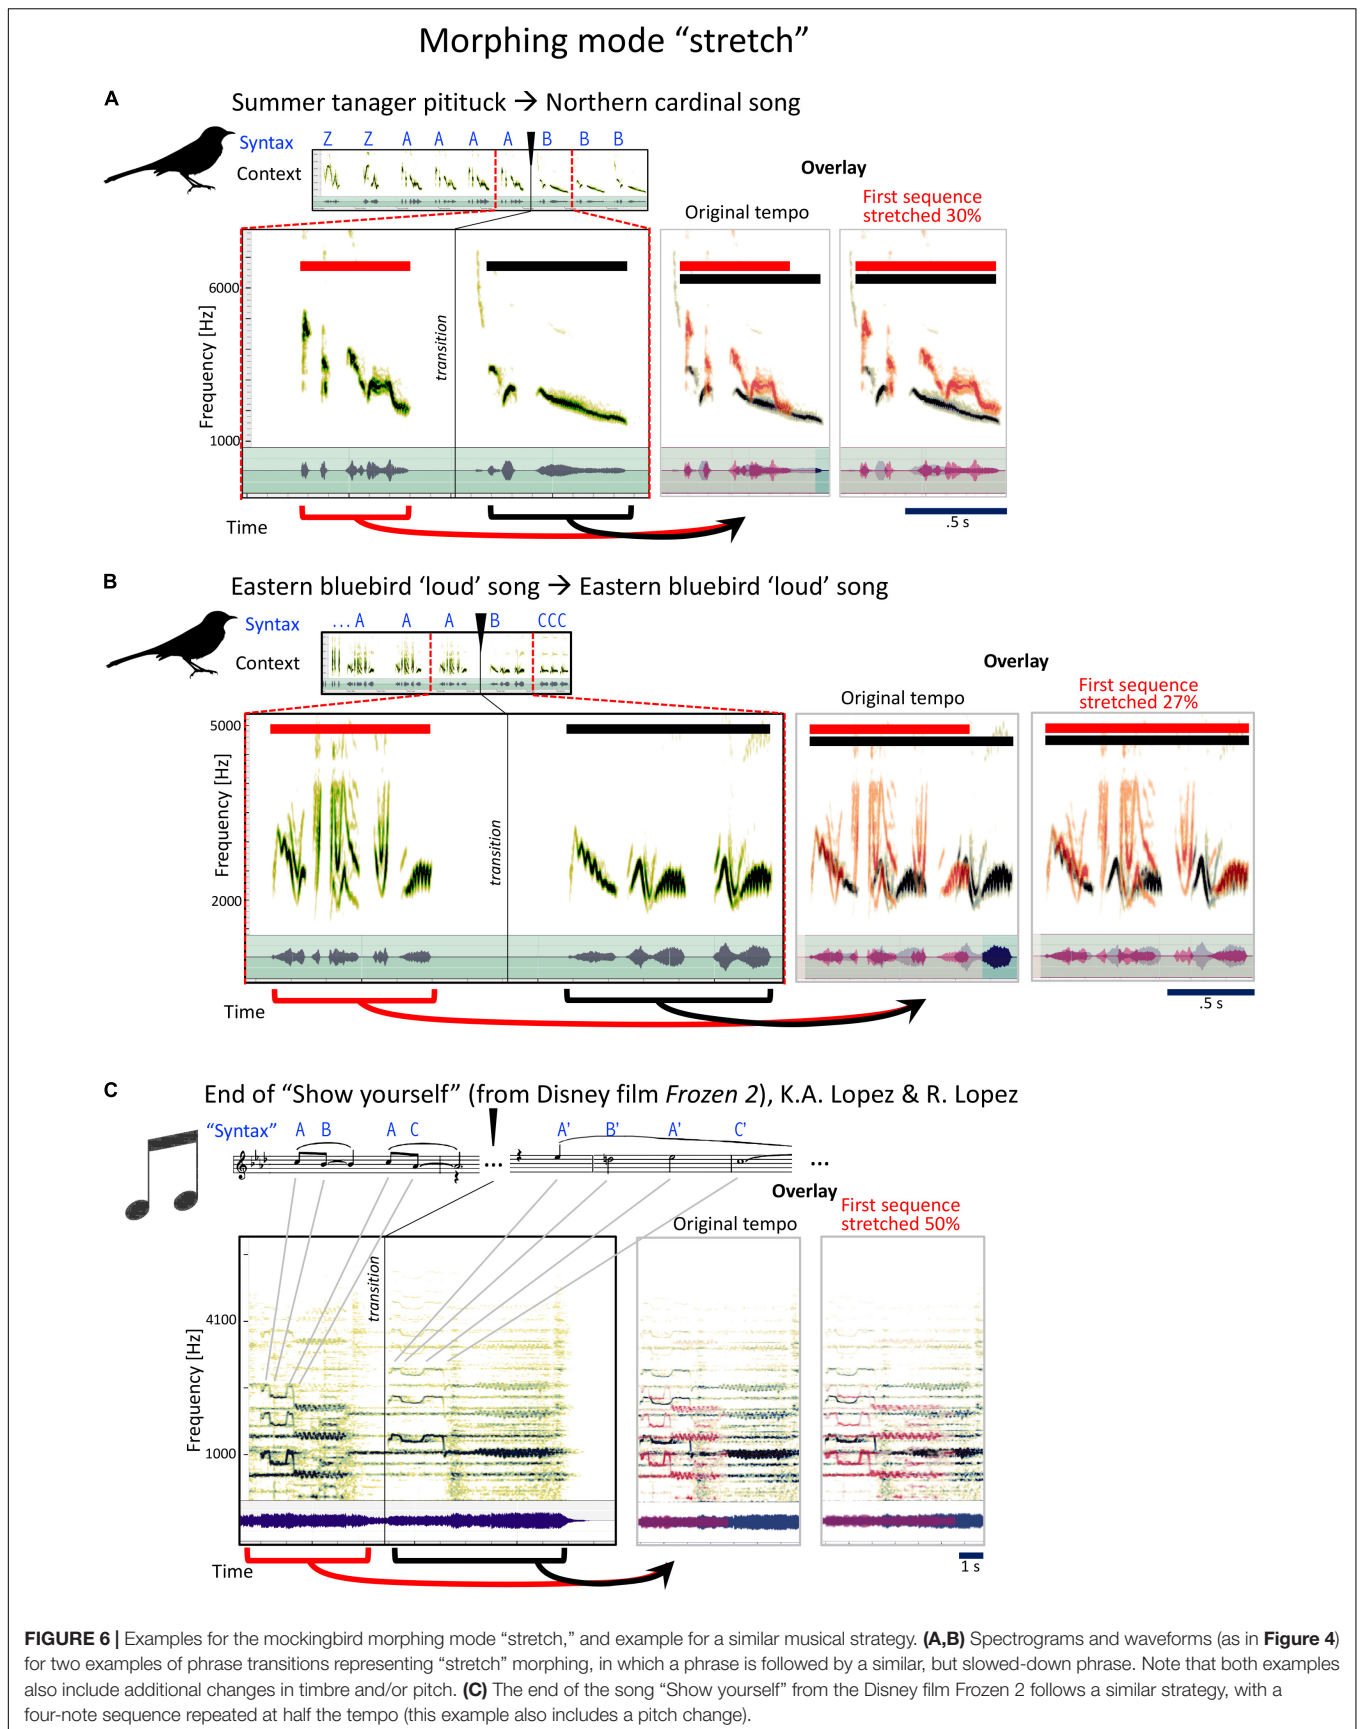 Morphing mode “stretch”
A
Summer tanager pitituck → Northern cardinal song
Syntax Z Z A A A A B B B
Context
Overlay
Original tempo
First sequence
stretched 30%
6000
Frequency [Hz]
transition
1000
Time
.5 s
B
Eastern bluebird ‘loud’ song → Eastern bluebird ‘loud’ song
Syntax ...A A A B CCC
Context
Overlay
Original tempo
First sequence
stretched 27%
5000
Frequency [Hz]
transition
2000
Time
.5 s
C
End of “Show yourself” (from Disney film Frozen 2), K.A. Lopez & R. Lopez
“Syntax” A B A C A’ B’ A’ C’
... ...
Overlay
Original tempo
First sequence
stretched 50%
transition
4100
Frequency [Hz]
1000
Time
1 s
FIGURE 6 | Examples for the mockingbird morphing mode “stretch,” and example for a similar musical strategy. (A,B) Spectrograms and waveforms (as in Figure 4)
for two examples of phrase transitions representing “stretch” morphing, in which a phrase is followed by a similar, but slowed-down phrase. Note that both examples
also include additional changes in timbre and/or pitch. (C) The end of the song “Show yourself” from the Disney film Frozen 2 follows a similar strategy, with a
four-note sequence repeated at half the tempo (this example also includes a pitch change).